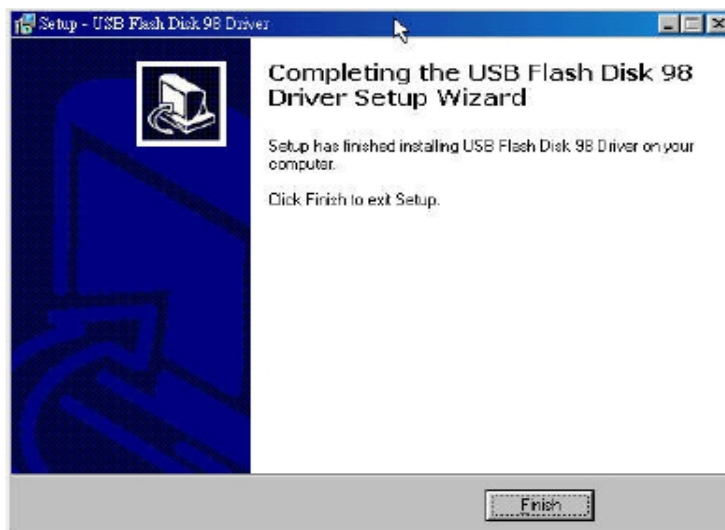 Setup - USB Flash Disk 98 Driver
Completing the USB Flash Disk 98
Driver Setup Wizard
Setup has finished installing USB Flash Disk 98 Driver on your
computer.
Click Finish to exit Setup.
Finish